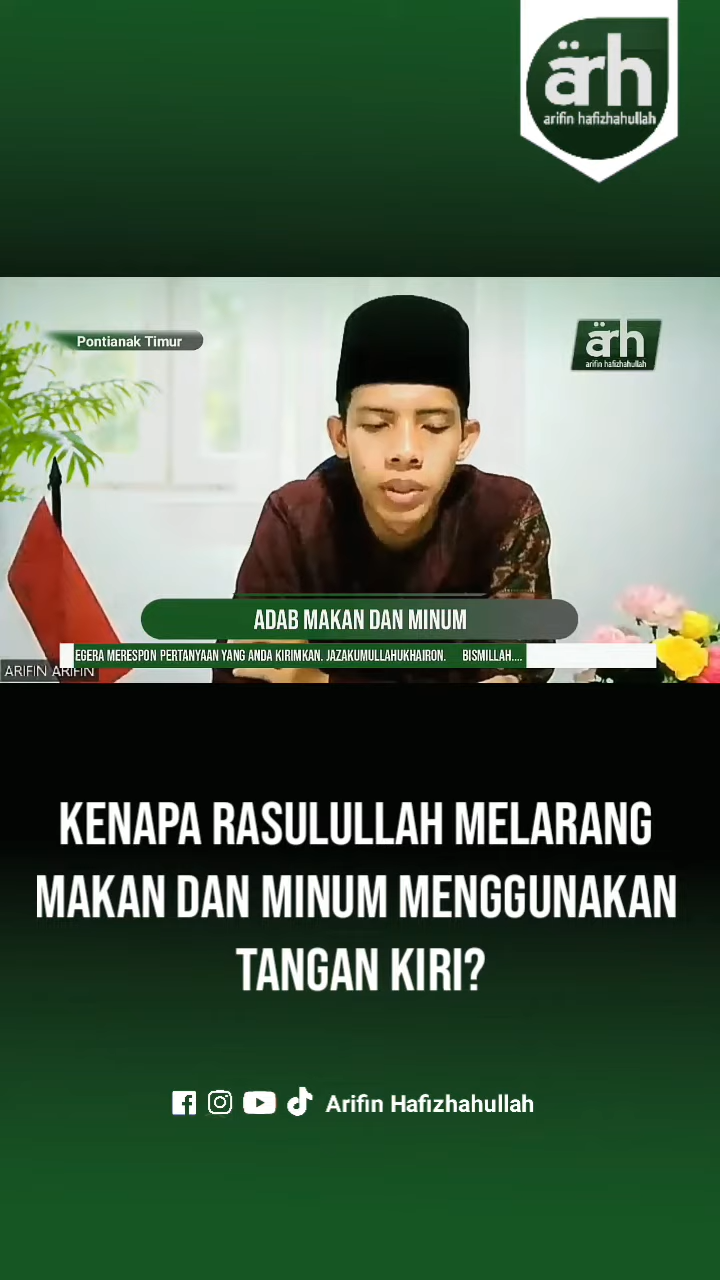 ärh
arifin hafizhahullah
Pontianak Timur
ärh
arifin hafizhahullah
ADAB MAKAN DAN MINUM
EGERA MERESPON PERTANYAAN YANG ANDA KIRIMKAN. JAZAKUMULLAHUKHAIRON. BISMILLAH....
ARIFIN ARIFIN
KENAPA RASULULLAH MELARANG
MAKAN DAN MINUM MENGGUNAKAN
TANGAN KIRI?
Arifin Hafizhahullah